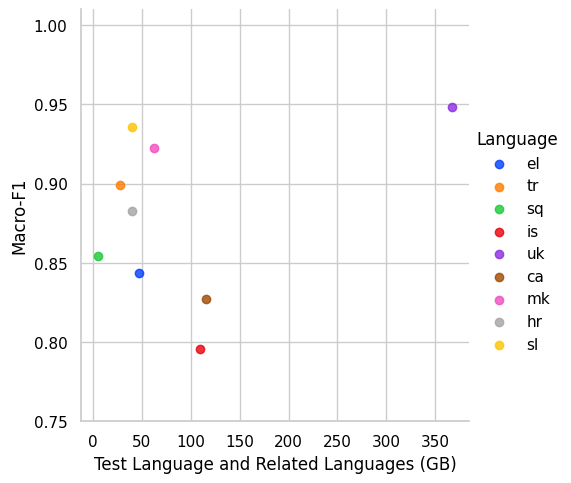 1.00
0.95
0.90
0.85
0.80
0.75
Macro-F1
0 50 100 150 200 250 300 350
Test Language and Related Languages (GB)
Language
el
tr
sq
is
uk
ca
mk
hr
sl